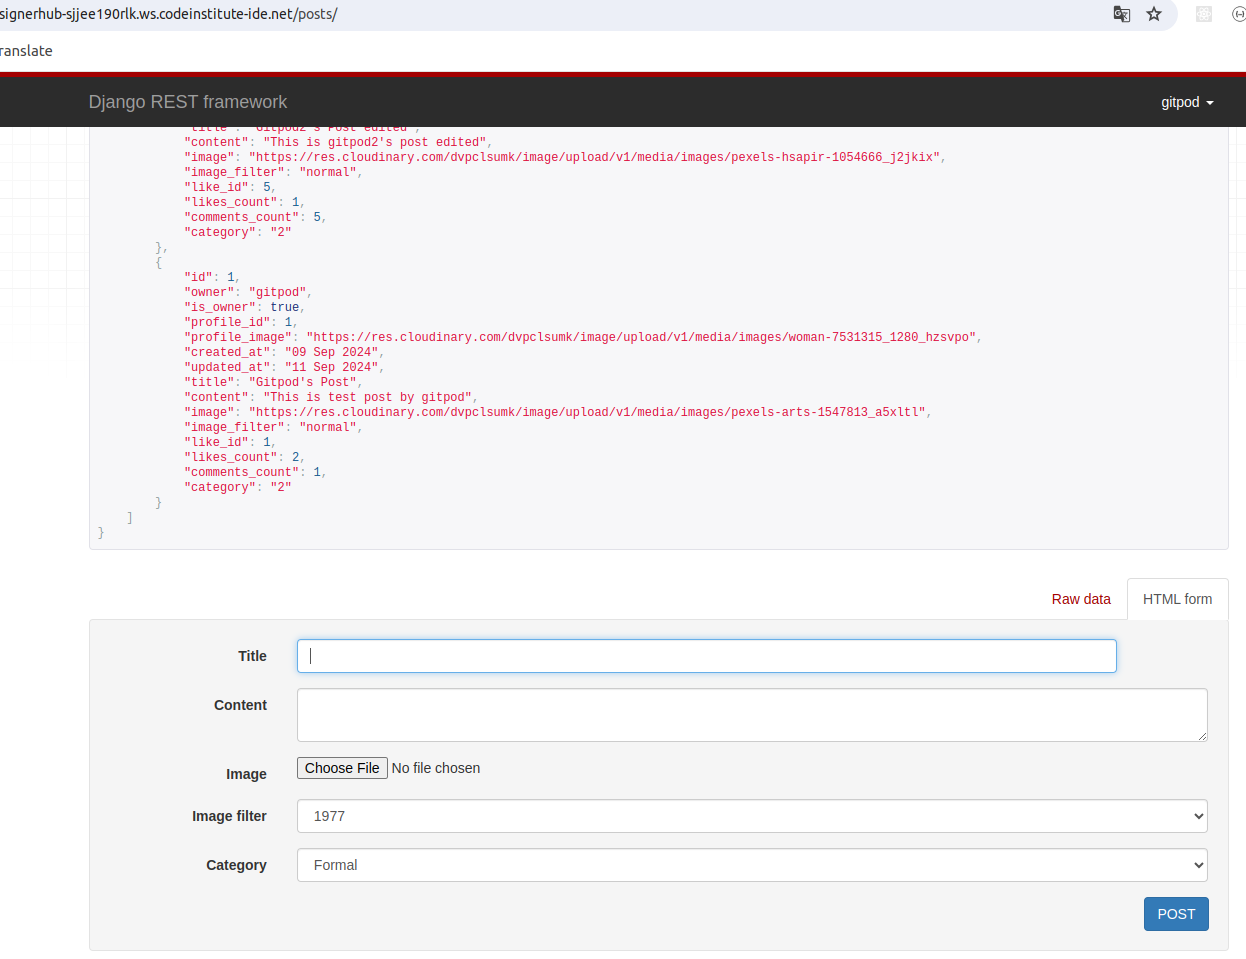 signerhub-sjjee190rlk.ws.codeinstitute-ide.net/posts/
ranslate
Django REST framework gitpod
"title": "Gitpod2's Post edited",
"content": "This is gitpod2's post edited",
"image": "https://res.cloudinary.com/dvpclsumk/image/upload/v1/media/images/pexels-hsapir-1054666_j2jkix",
"image_filter": "normal",
"like_id": 5,
"likes_count": 1,
"comments_count": 5,
"category": "2"
},
{
"id": 1,
"owner": "gitpod",
"is_owner": true,
"profile_id": 1,
"profile_image": "https://res.cloudinary.com/dvpclsumk/image/upload/v1/media/images/woman-7531315_1280_hzsvpo",
"created_at": "09 Sep 2024",
"updated_at": "11 Sep 2024",
"title": "Gitpod's Post",
"content": "This is test post by gitpod",
"image": "https://res.cloudinary.com/dvpclsumk/image/upload/v1/media/images/pexels-arts-1547813_a5xltl",
"image_filter": "normal",
"like_id": 1,
"likes_count": 2,
"comments_count": 1,
"category": "2"
}
]
}
Raw data HTML form
Title
Content
Image Choose File No file chosen
Image filter 1977
Category Formal
POST